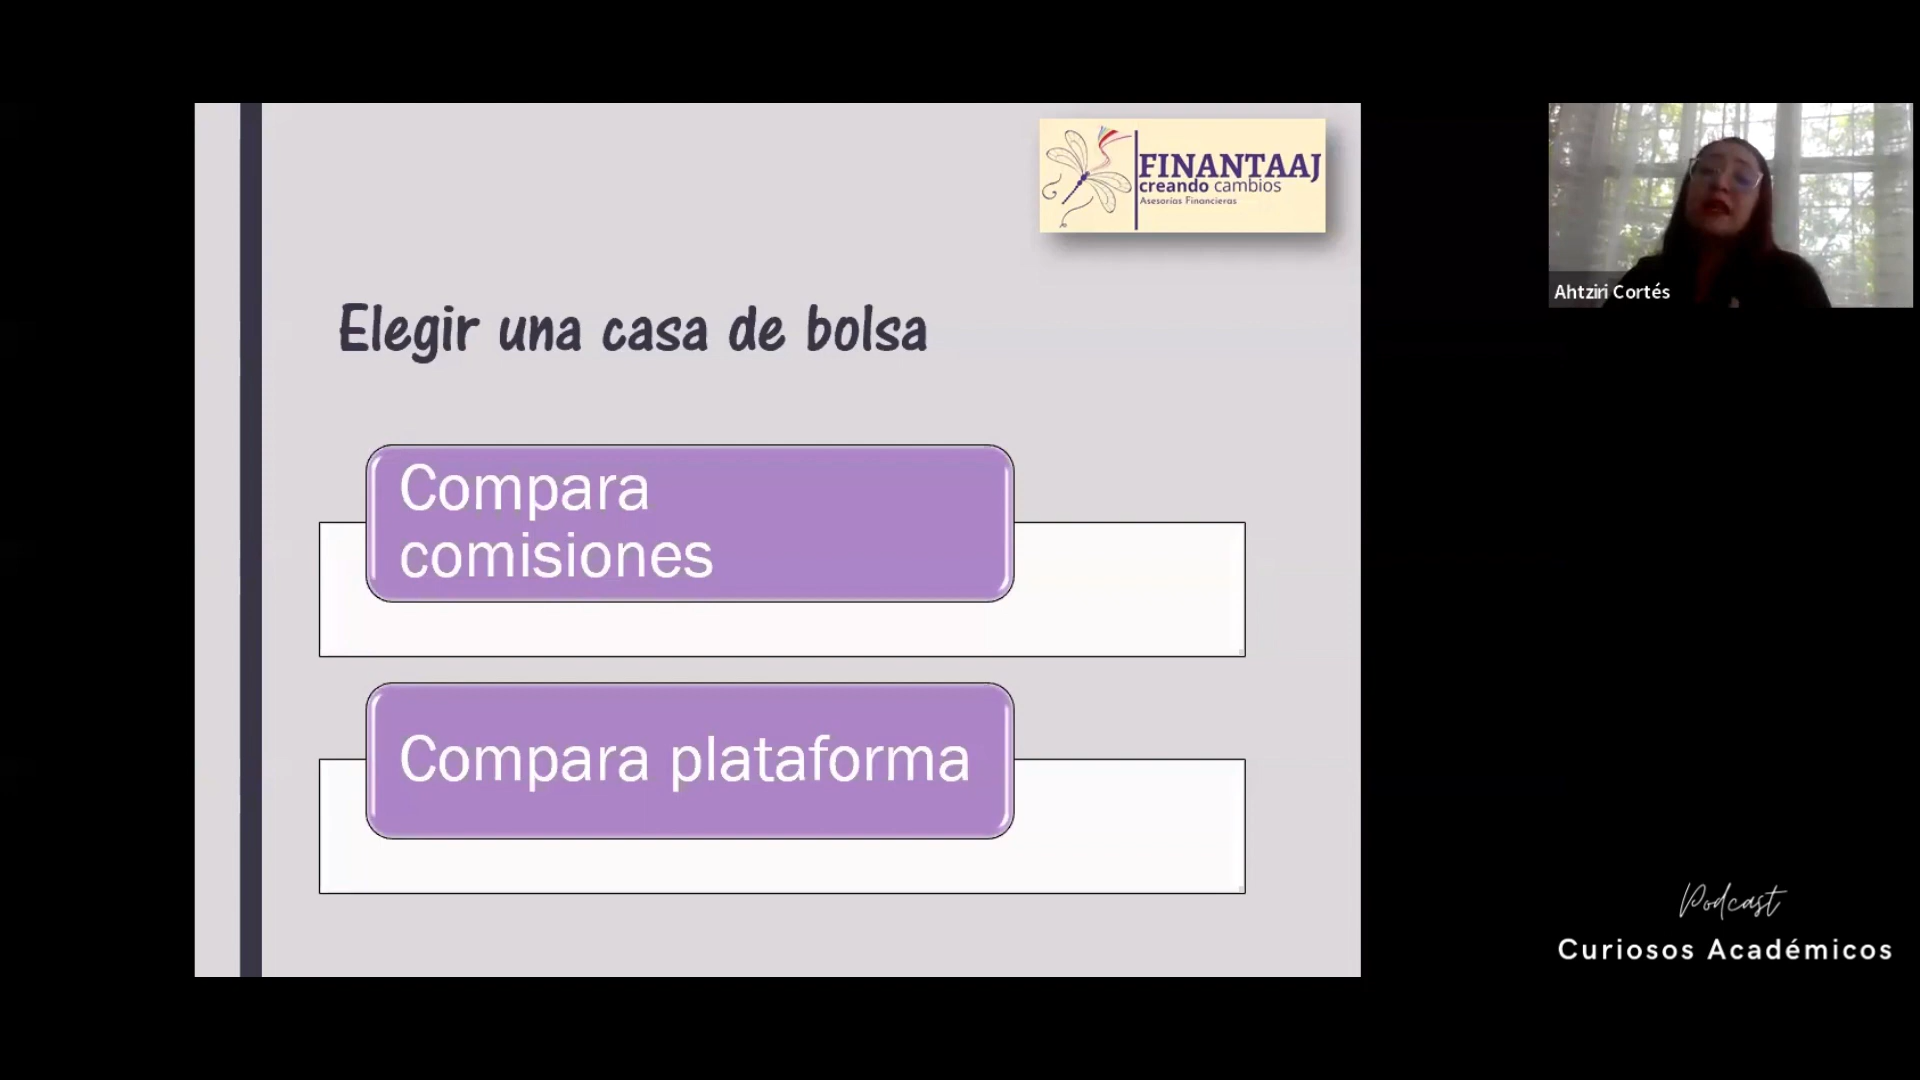 FINANTAAJ
creando cambios
Asesorías Financieras
Elegir una casa de bolsa
Compara
comisiones
Compara plataforma
Ahtziri Cortés
Podcast
Curiosos Académicos